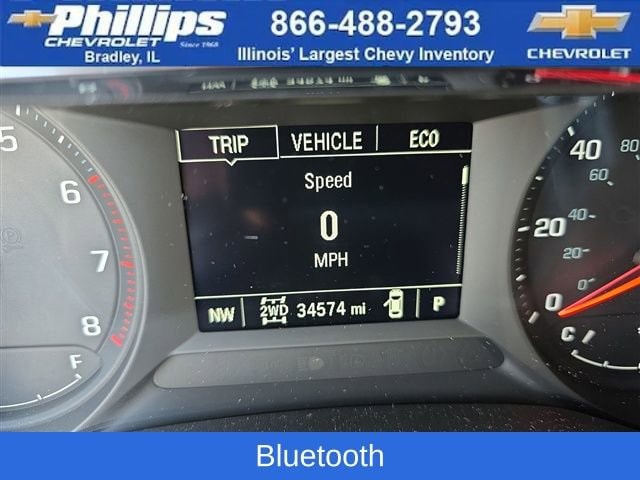 Phillips 866-488-2793
CHEVROLET Since 1968
Bradley, IL Illinois' Largest Chevy Inventory CHEVROLET
TRIP VEHICLE ECO
Speed
0
MPH
NW 2WD 34574 mi P
5
6
7
8
F
40 80
60
20 40
20
0 0
C
Bluetooth